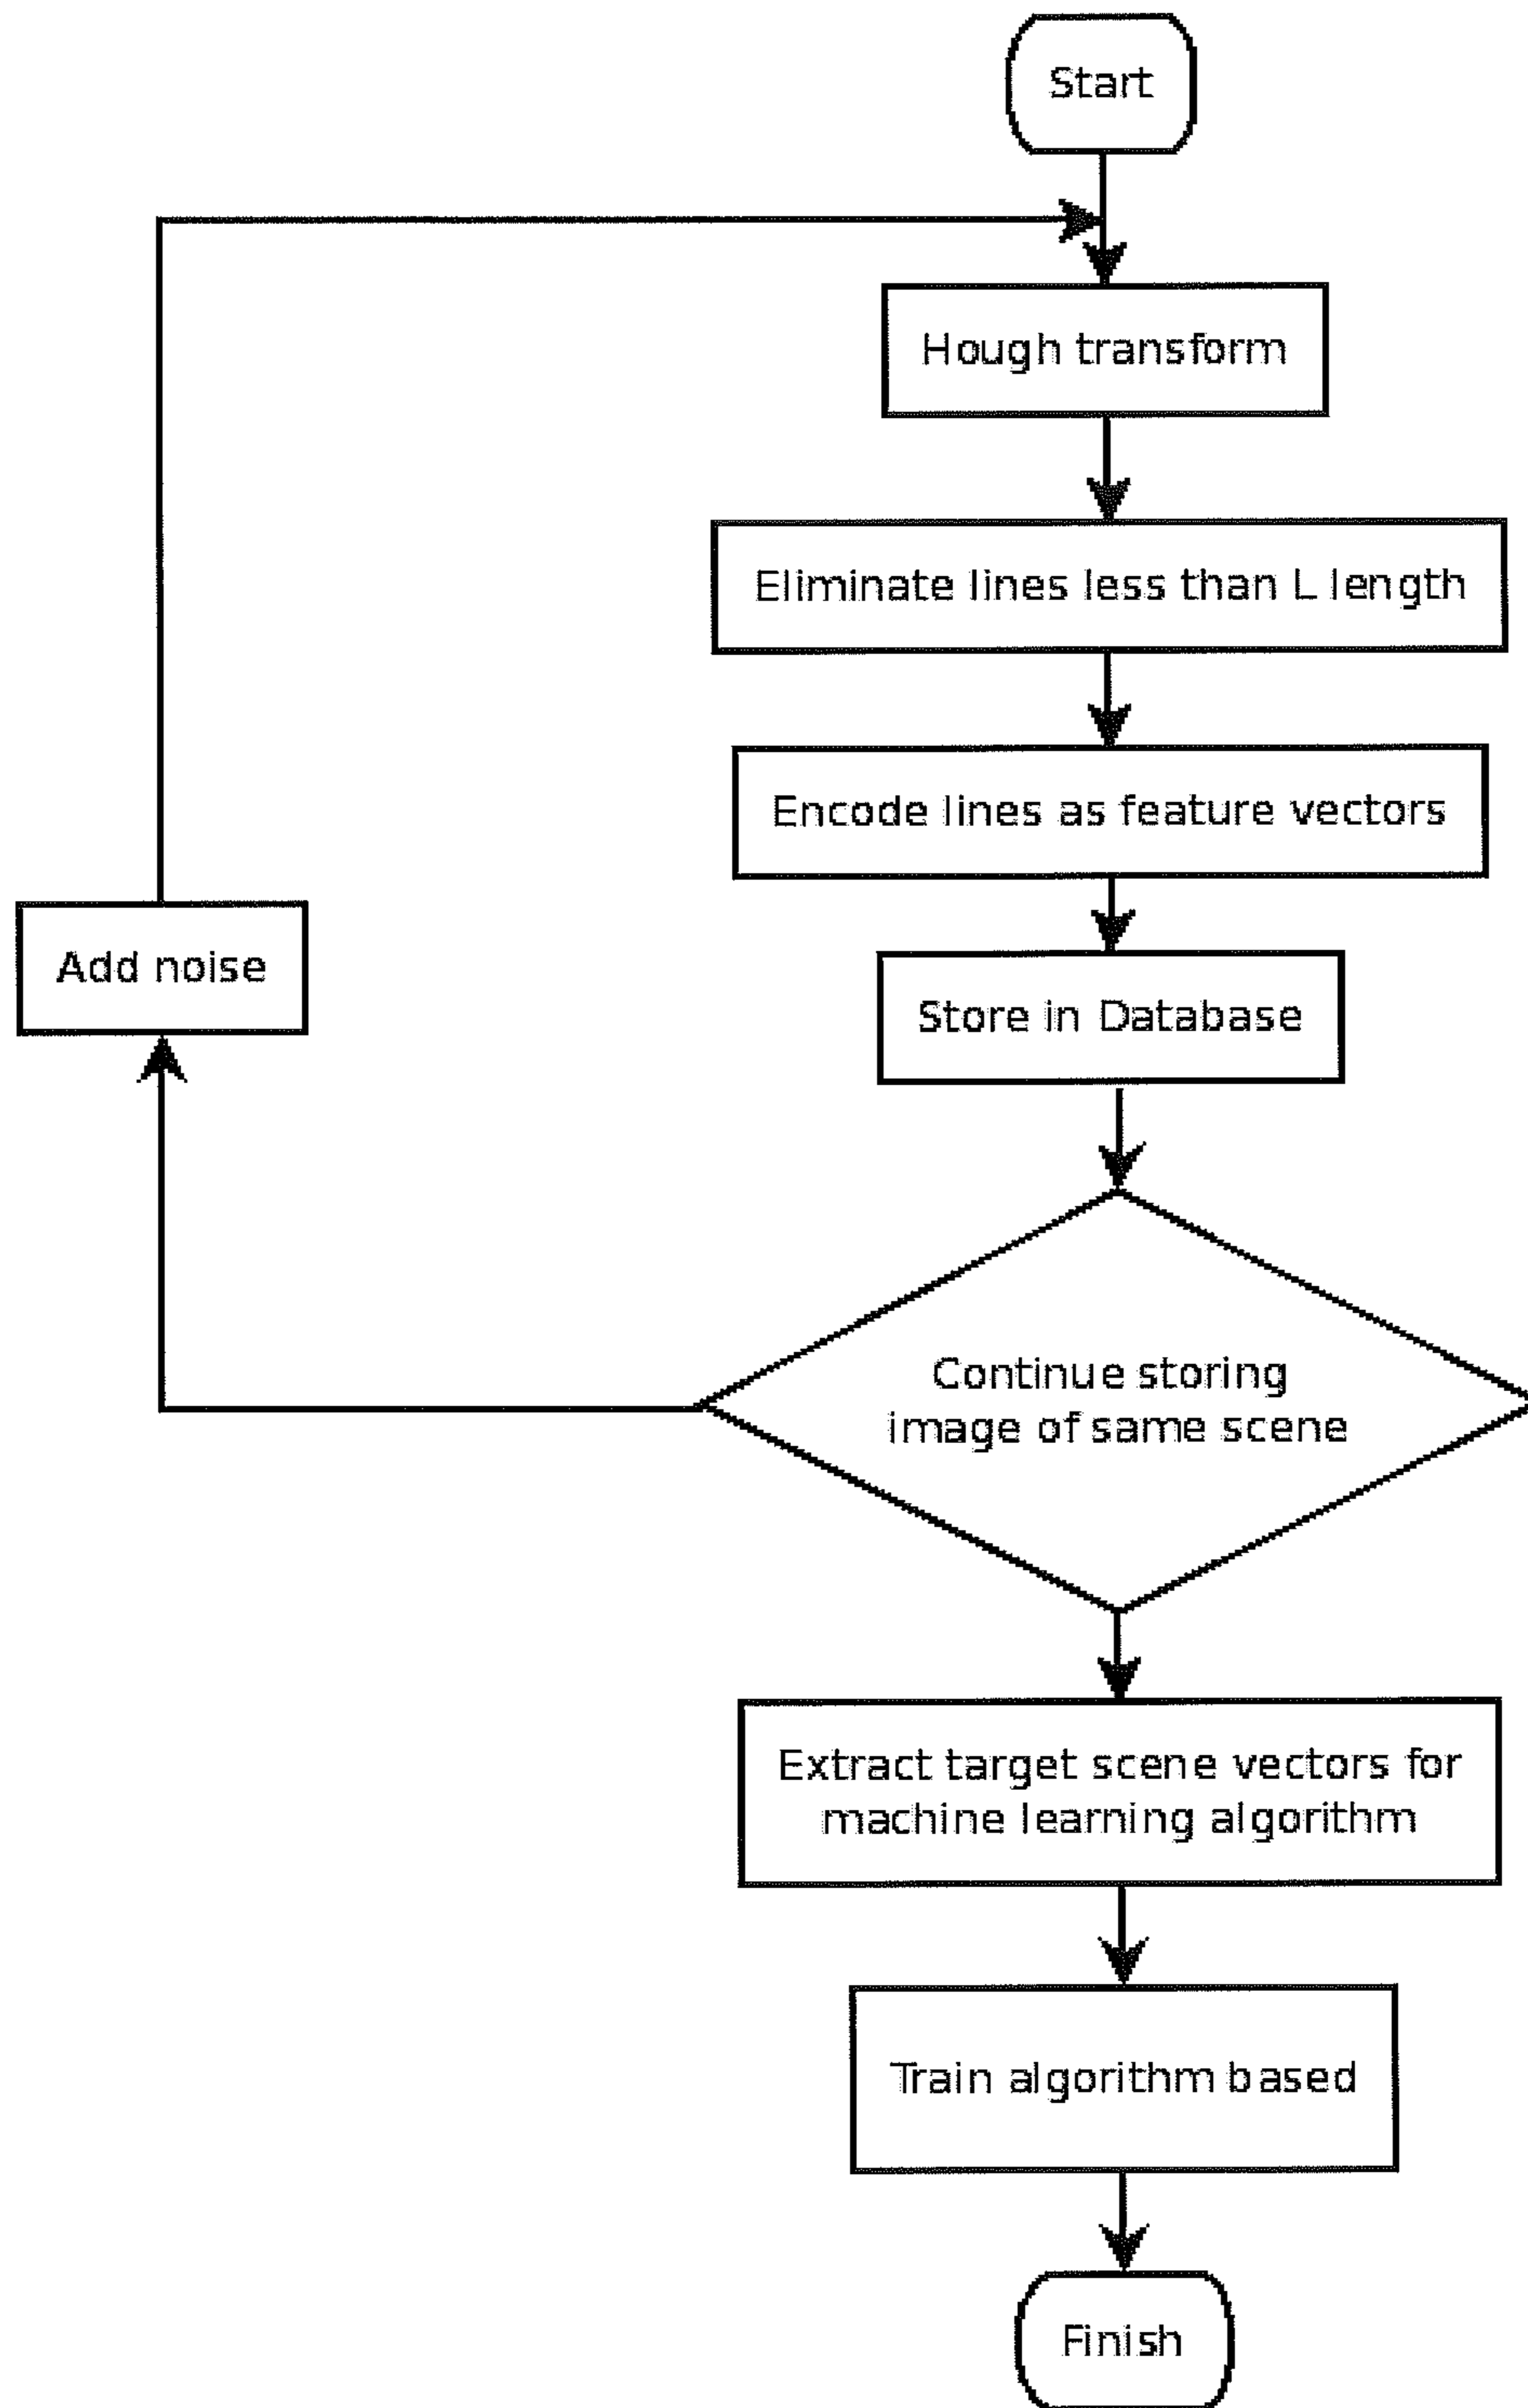 Start
Hough transform
Eliminate lines less than L length
Encode lines as feature vectors
Add noise
Store in Database
Continue storing
image of same scene
Extract target scene vectors for
machine learning algorithm
Train algorithm based
Finish